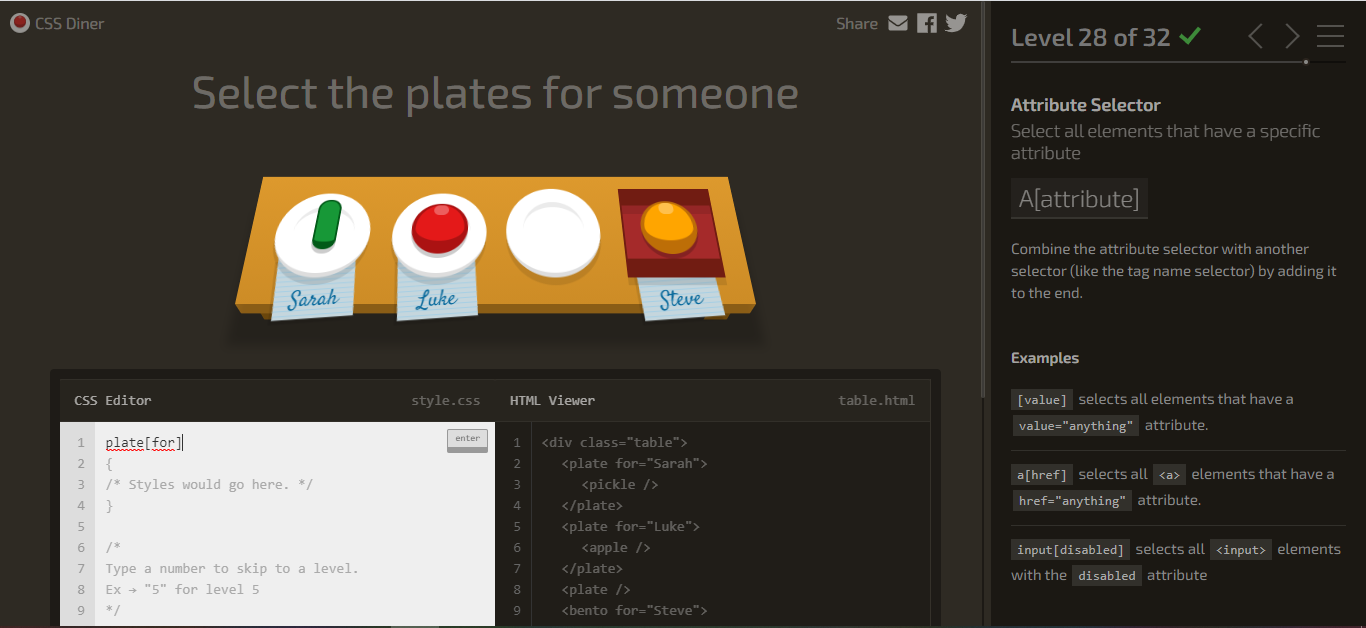 CSS Diner
Share
Select the plates for someone
Sarah
Luke
Steve
CSS Editor
style.css
1 plate[for]
enter
2 {
3 /* Styles would go here. */
4 }
5
6 /*
7 Type a number to skip to a level.
8 Ex → "5" for level 5
9 */
HTML Viewer
table.html
1 <div class="table">
2 <plate for="Sarah">
3 <pickle />
4 </plate>
5 <plate for="Luke">
6 <apple />
7 </plate>
8 <plate />
9 <bento for="Steve">
Level 28 of 32
Attribute Selector
Select all elements that have a specific
attribute
A[attribute]
Combine the attribute selector with another
selector (like the tag name selector) by adding it
to the end.
Examples
[value] selects all elements that have a
value="anything" attribute.
a[href] selects all <a> elements that have a
href="anything" attribute.
input[disabled] selects all <input> elements
with the disabled attribute